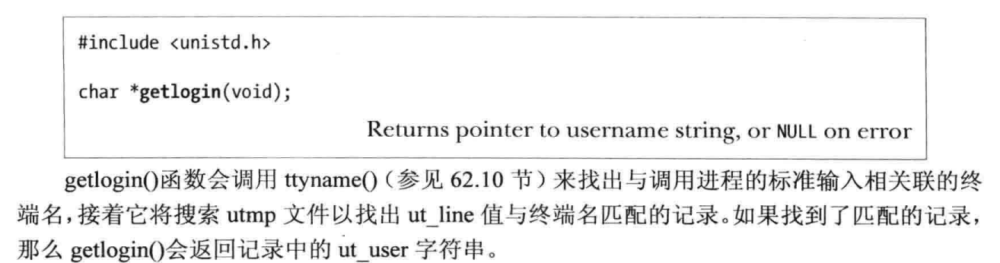 #include <unistd.h>
char *getlogin(void);
Returns pointer to username string, or NULL on error
getlogin()函数会调用 ttyname()（参见 62.10 节）来找出与调用进程的标准输入相关联的终
端名，接着它将搜索 utmp 文件以找出 ut_line 值与终端名匹配的记录。如果找到了匹配的记录，
那么 getlogin()会返回记录中的 ut_user 字符串。